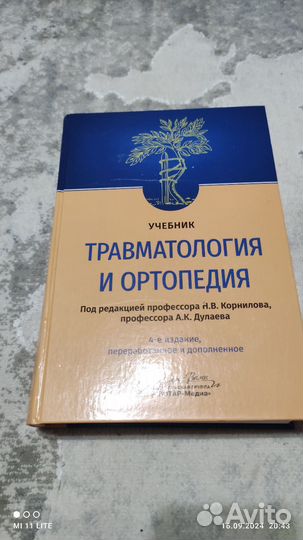 УЧЕБНИК
ТРАВМАТОЛОГИЯ
И ОРТОПЕДИЯ
Под редакцией профессора Н.В. Корнилова,
профессора А.К. Дулаева
4-е издание,
переработанное и дополненное
MI 11 LITE
16.09.2024 20:43
Avito